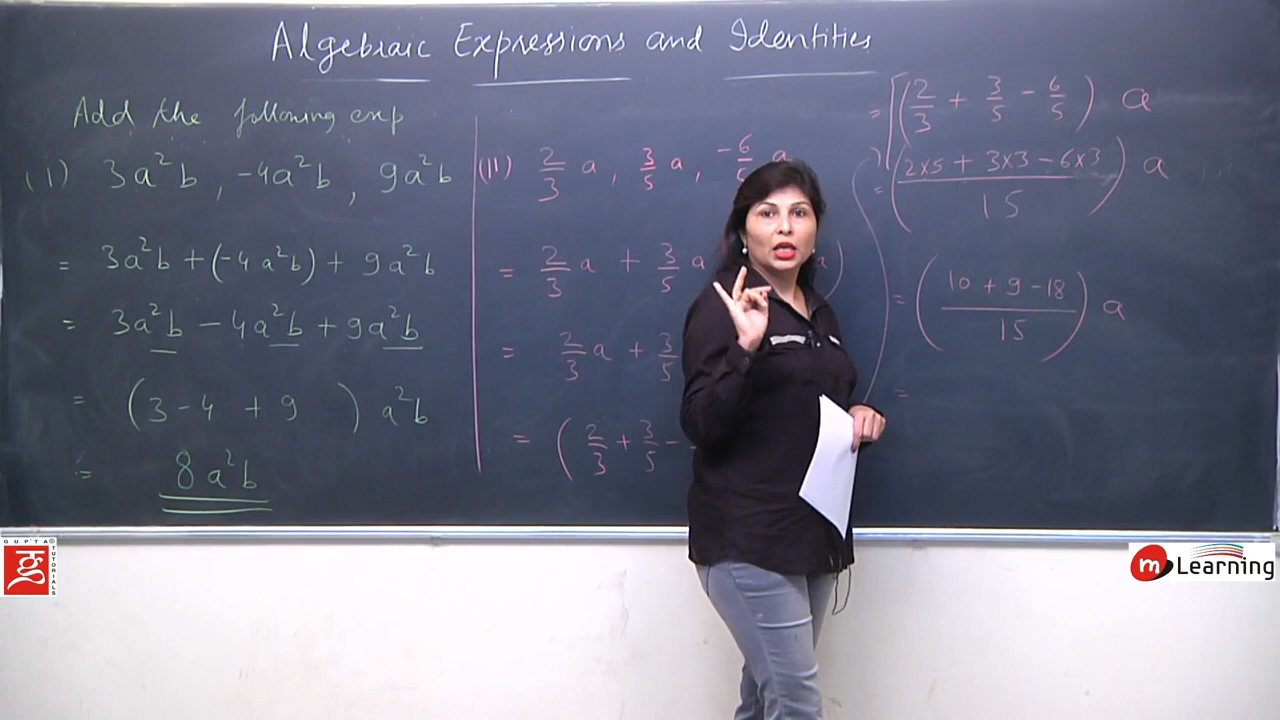 Algebraic Expressions and Identities
Add the following exp
(I) 3a²b, -4a²b, 9a²b
= 3a²b + (-4a²b) + 9a²b
= 3a²b - 4a²b + 9a²b
= (3 - 4 + 9) a²b
= 8a²b
(II) 2/3 a, 3/5 a, -6/5 a
= 2/3 a + 3/5 a )
= 2/3 a + 3/5
= (2/3 + 3/5 -
= (2/3 + 3/5 - 6/5) a
= (2×5 + 3×3 - 6×3 / 15) a
= (10 + 9 - 18 / 15) a
=
GUPTA
TUTORIALS
m Learning